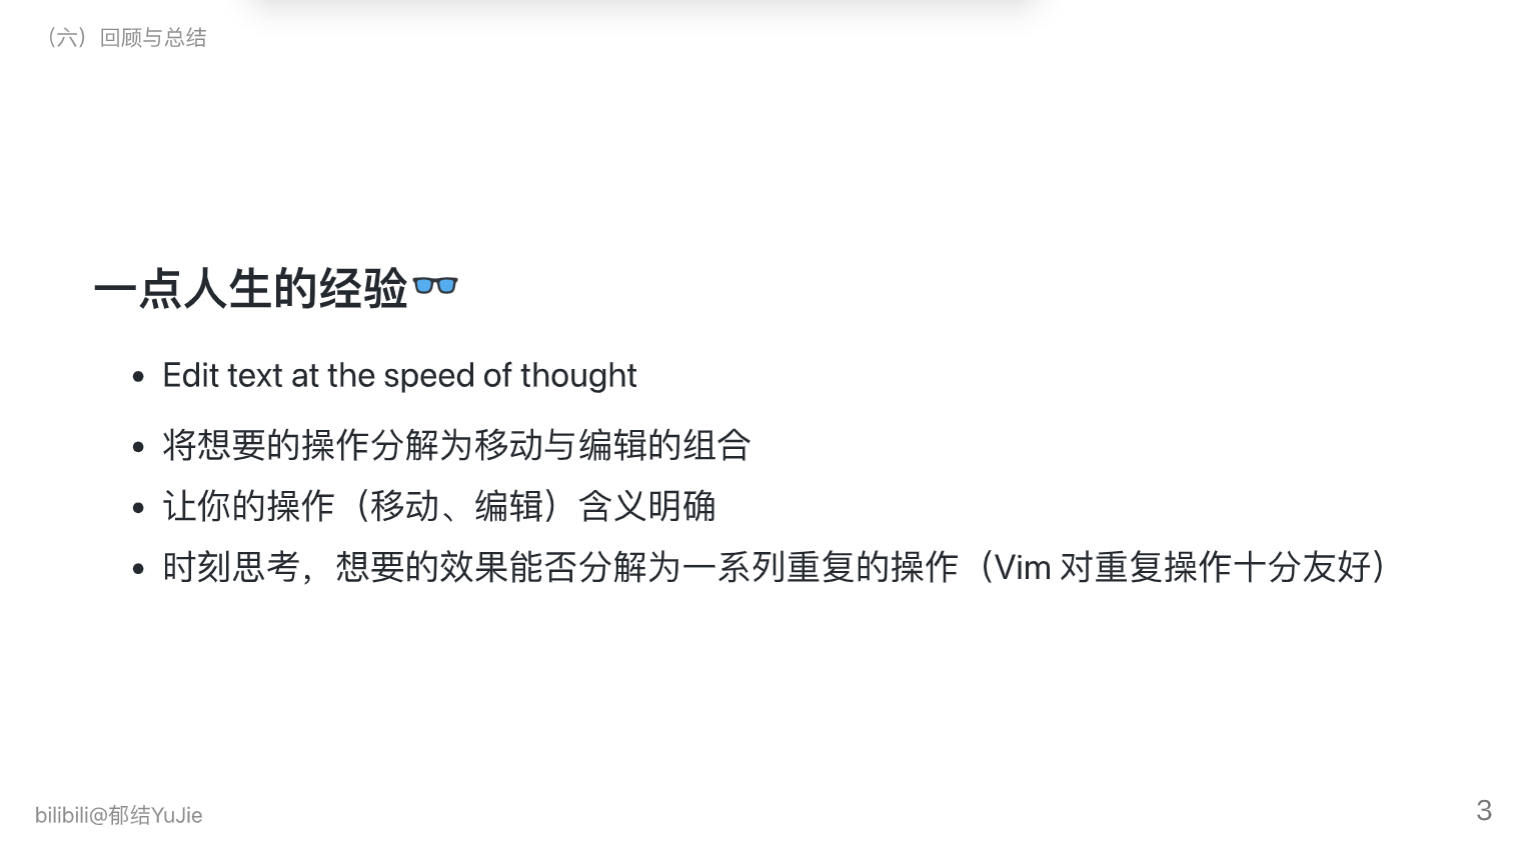 （六）回顾与总结
一点人生的经验👓
• Edit text at the speed of thought
• 将想要的操作分解为移动与编辑的组合
• 让你的操作（移动、编辑）含义明确
• 时刻思考，想要的效果能否分解为一系列重复的操作（Vim 对重复操作十分友好）
bilibili@郁结YuJie
3